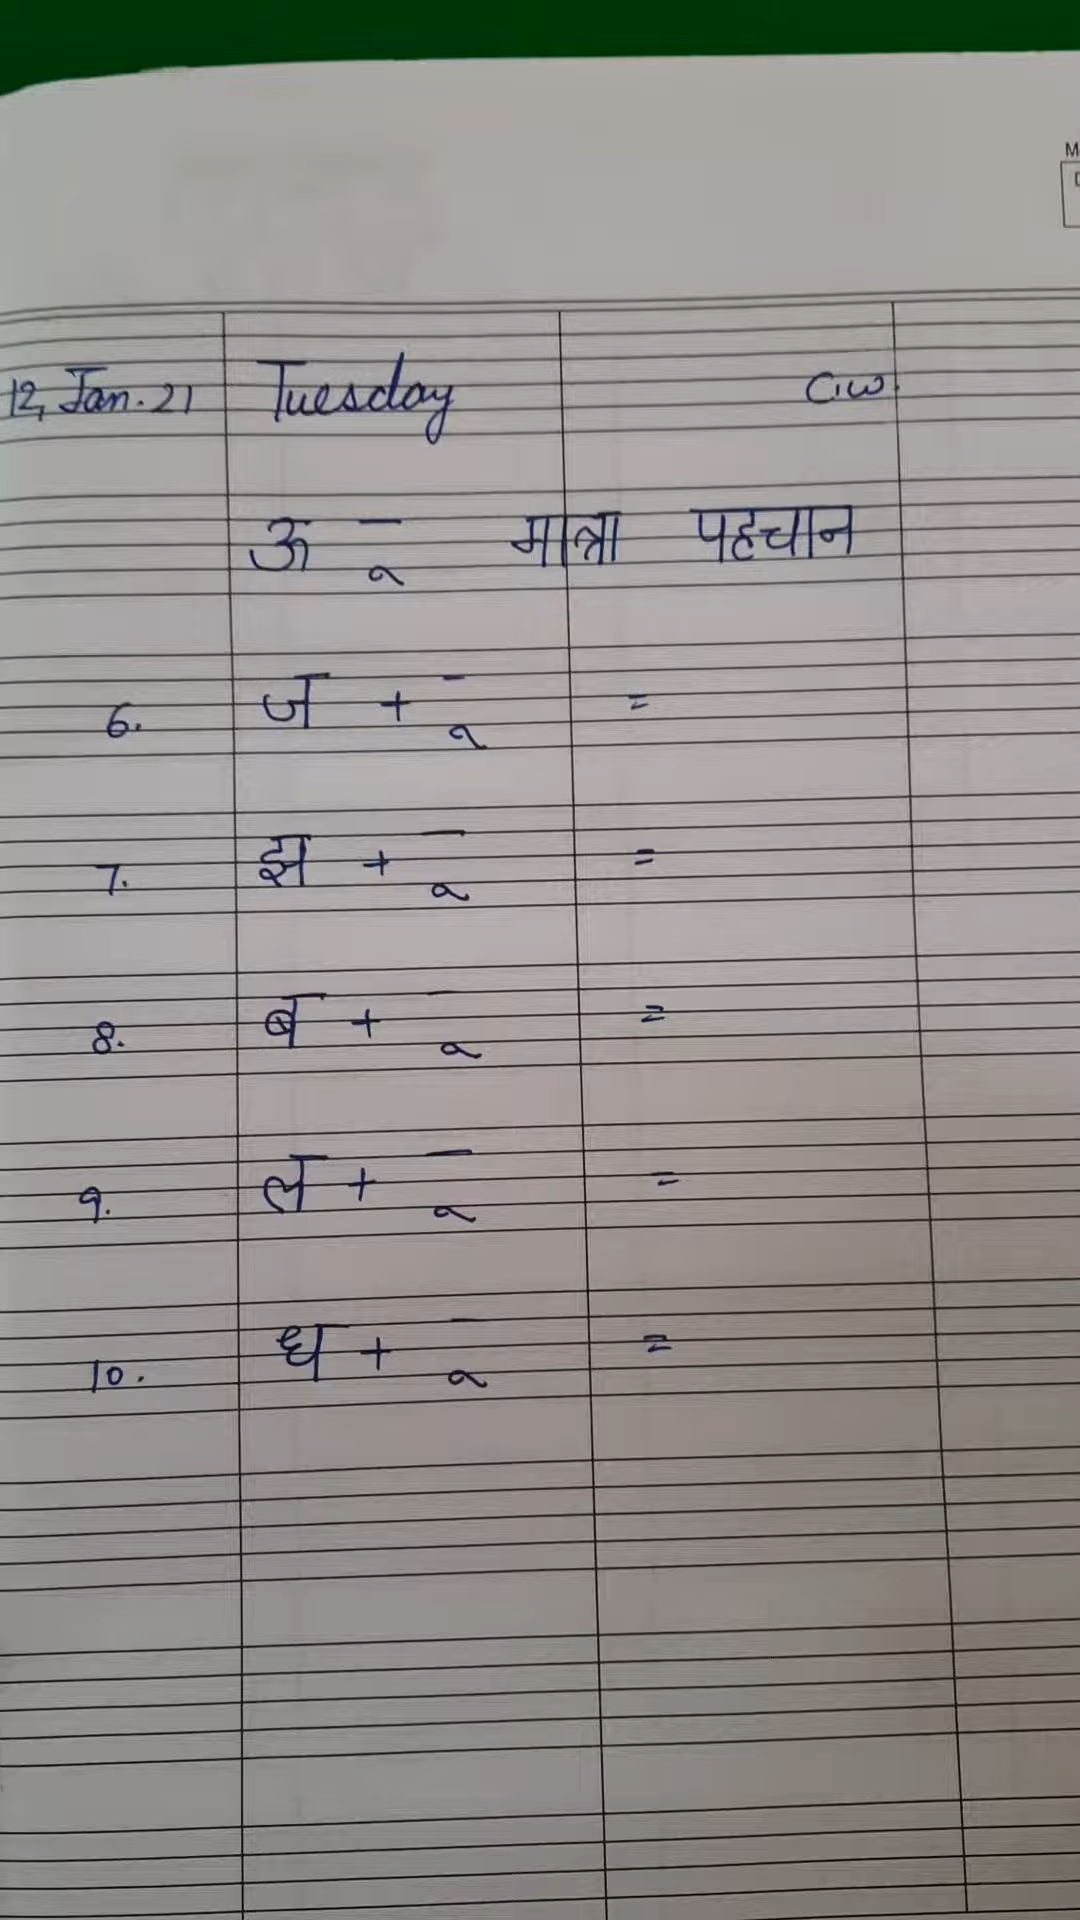 M
D
12, Jan. 21 Tuesday C.W.
ऊ ू मात्रा पहचान
6. ज + ू =
7. झ + ू =
8. ब + ू =
9. ल + ू =
10. ध + ू =